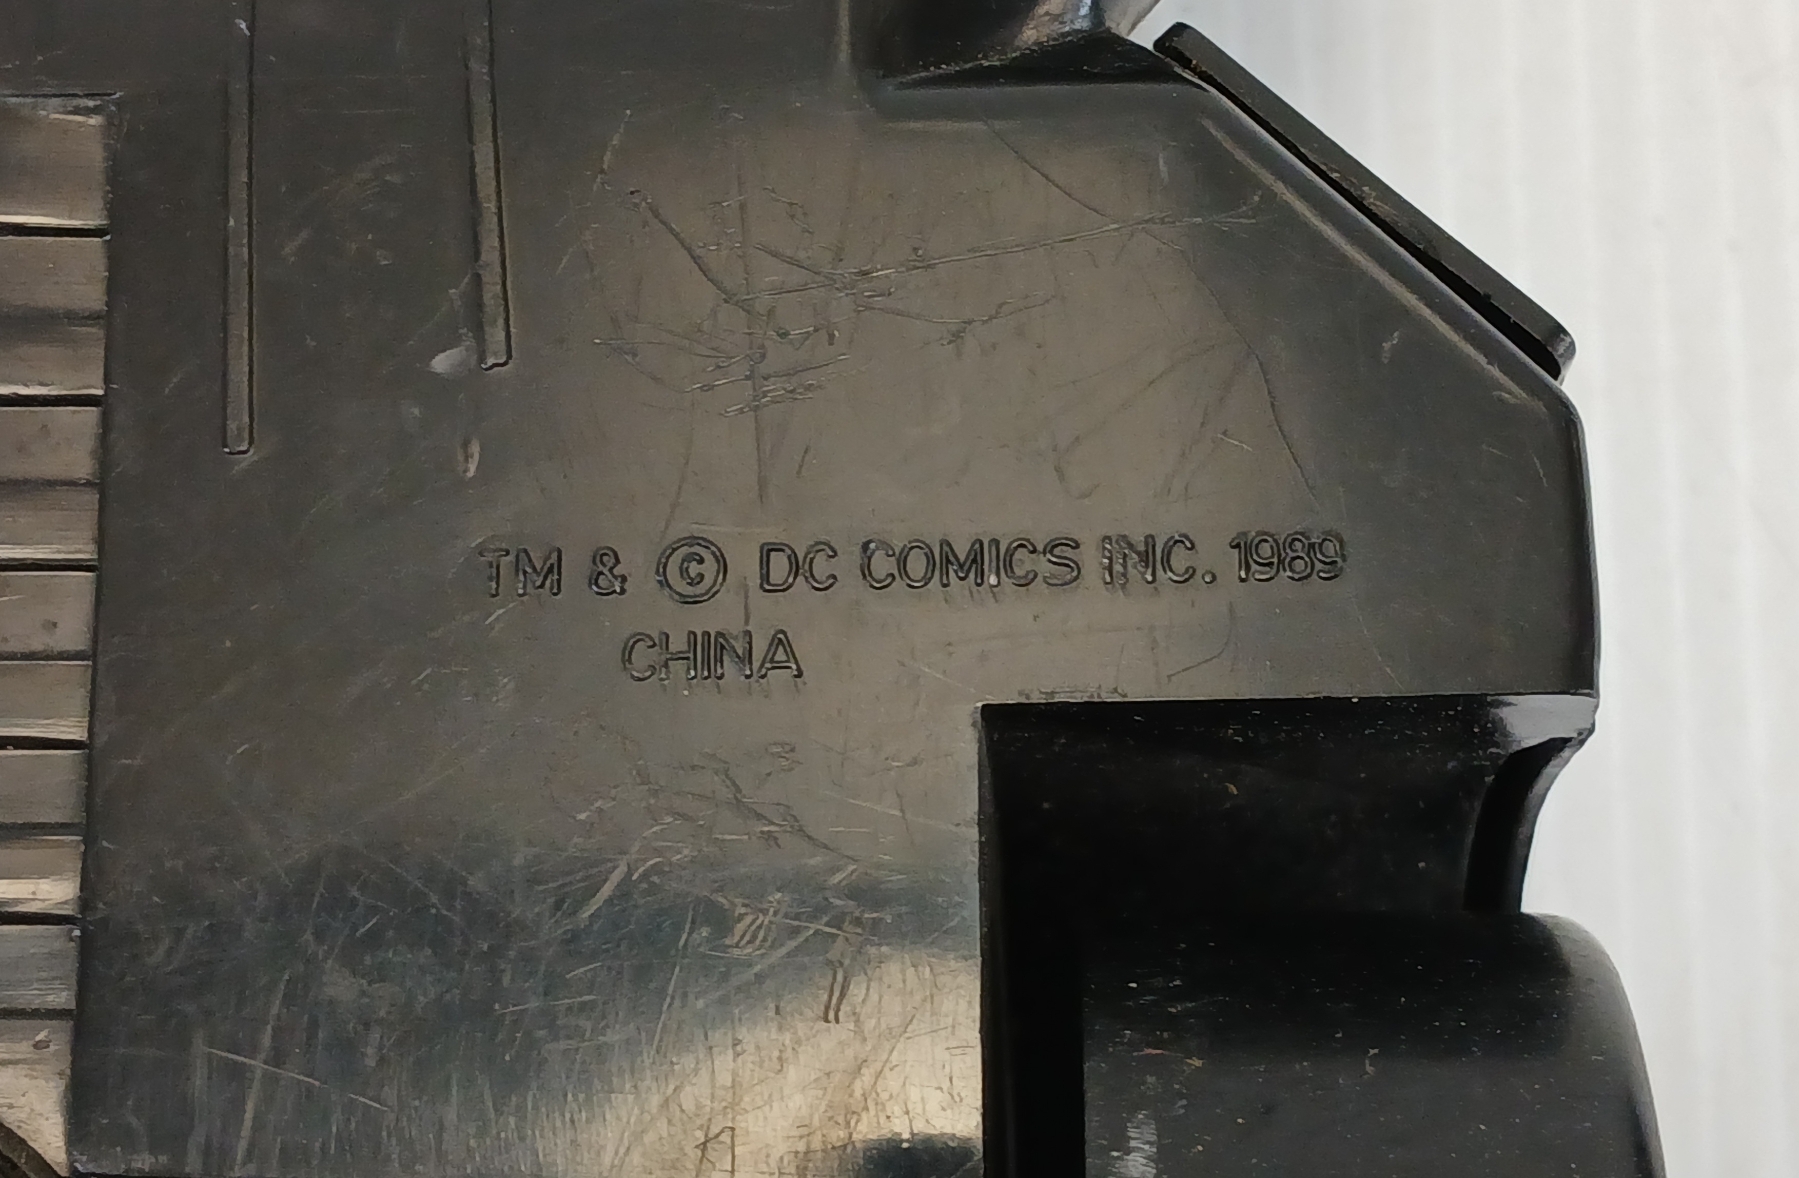 TM & © DC COMICS INC. 1989
CHINA